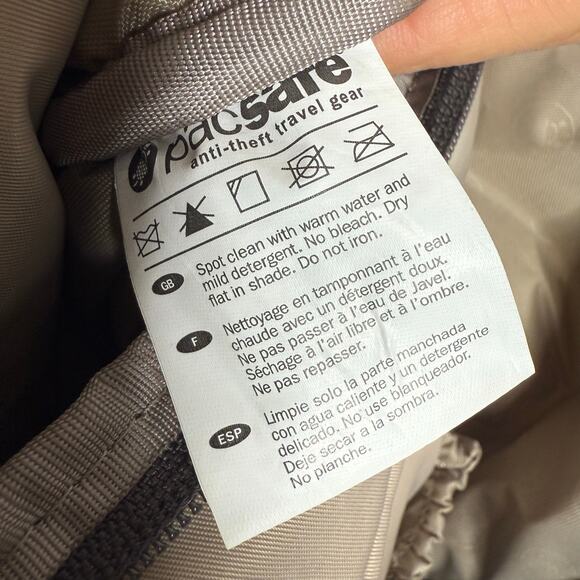 pacsafe
anti-theft travel gear
GB
Spot clean with warm water and
mild detergent. No bleach. Dry
flat in shade. Do not iron.
F
Nettoyage en tamponnant à l'eau
chaude avec un détergent doux.
Ne pas passer à l'eau de Javel.
Séchage à l'air libre et à l'ombre.
Ne pas repasser.
ESP
Limpie solo la parte manchada
con agua caliente y un detergente
delicado. No use blanqueador.
Deje secar a la sombra.
No planche.